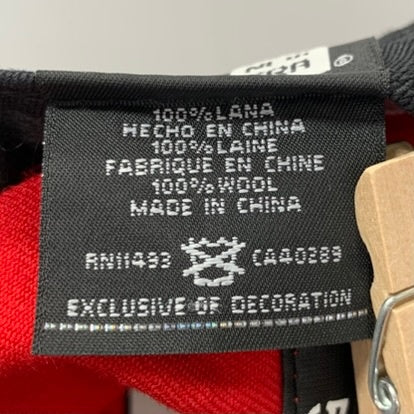 ERA ®
100% LANA
HECHO EN CHINA
100% LAINE
FABRIQUE EN CHINE
100% WOOL
MADE IN CHINA
RN11493 CA40289
EXCLUSIVE OF DECORATION